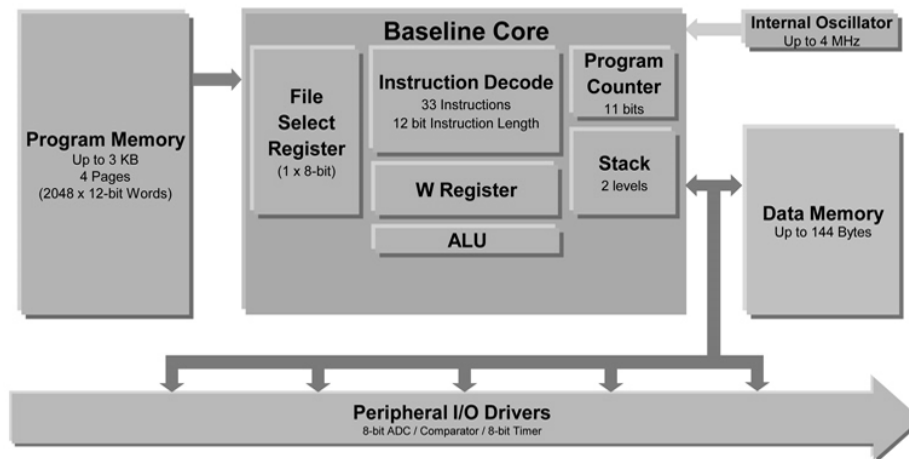 Baseline Core
Internal Oscillator
Up to 4 MHz
Program Memory
Up to 3 KB
4 Pages
(2048 x 12-bit Words)
File
Select
Register
(1 x 8-bit)
Instruction Decode
33 Instructions
12 bit Instruction Length
W Register
ALU
Program
Counter
11 bits
Stack
2 levels
Data Memory
Up to 144 Bytes
Peripheral I/O Drivers
8-bit ADC / Comparator / 8-bit Timer